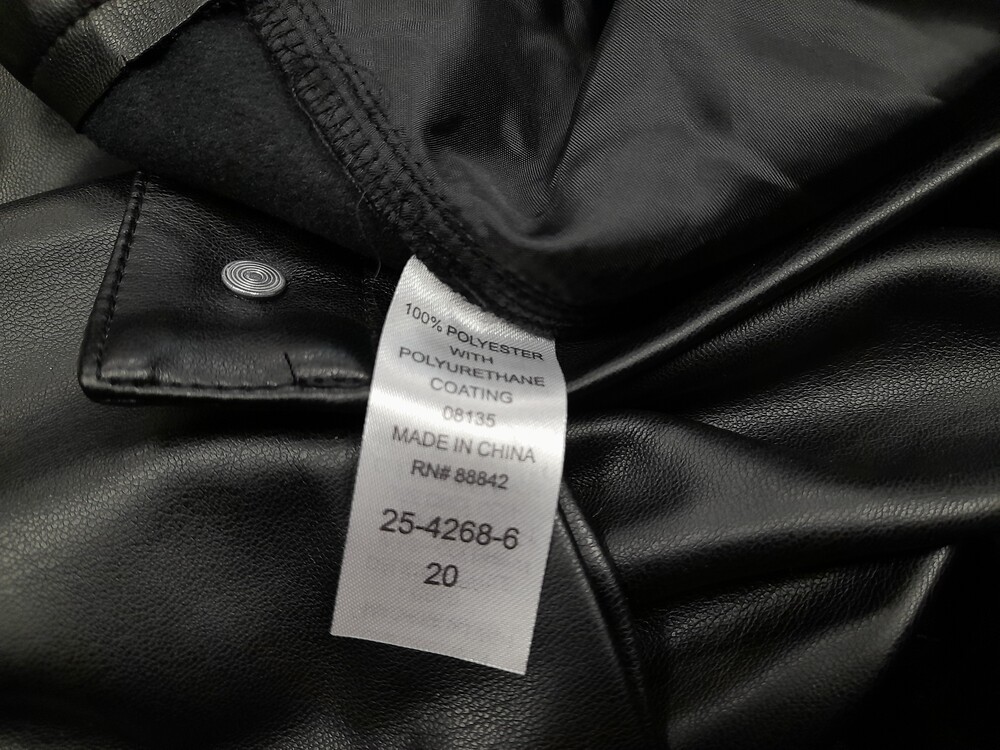 100% POLYESTER
WITH
POLYURETHANE
COATING
08135
MADE IN CHINA
RN# 88842
25-4268-6
20